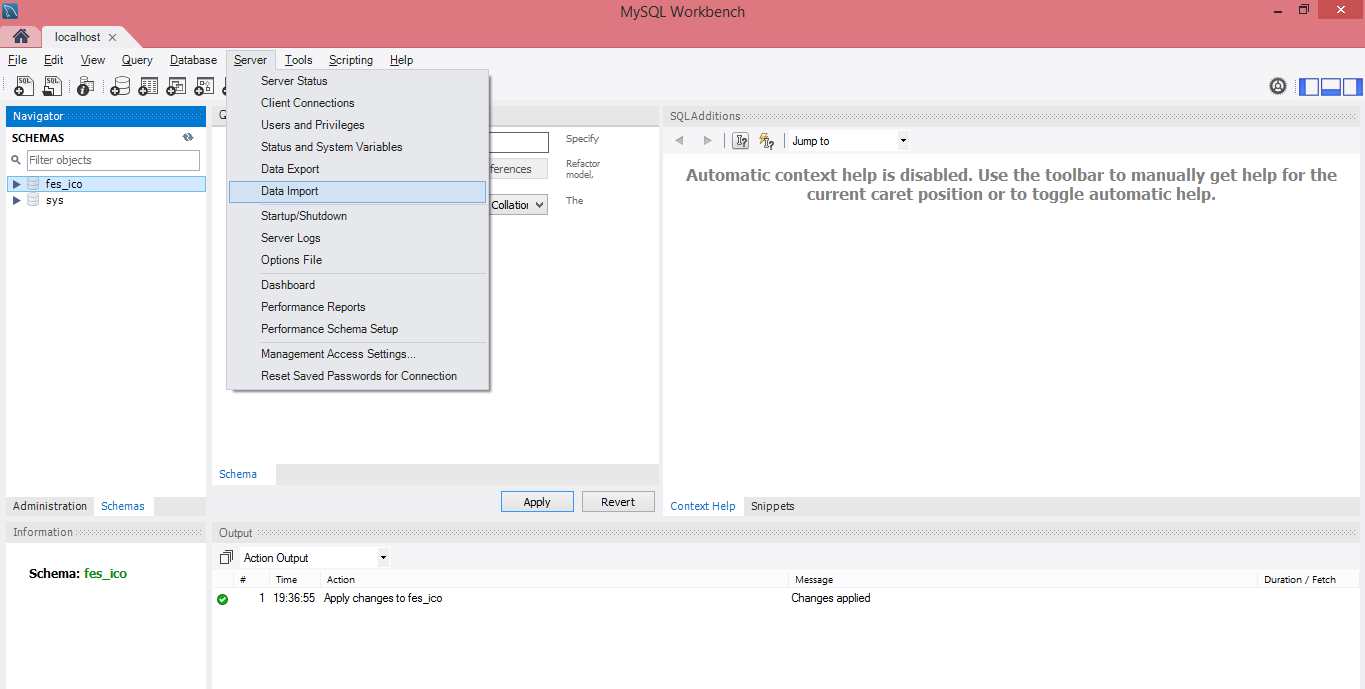 MySQL Workbench
localhost
File Edit View Query Database Server Tools Scripting Help
Server Status
Client Connections
Users and Privileges
Status and System Variables
Data Export
Data Import
Startup/Shutdown
Server Logs
Options File
Dashboard
Performance Reports
Performance Schema Setup
Management Access Settings...
Reset Saved Passwords for Connection
Navigator
SCHEMAS
Filter objects
fes_ico
sys
Administration Schemas
Information
Schema: fes_ico
Specify
ferences
Refactor
model,
Collation
The
Schema
Apply Revert
SQLAdditions
Jump to
Automatic context help is disabled. Use the toolbar to manually get help for the
current caret position or to toggle automatic help.
Context Help Snippets
Output
Action Output
# Time Action Message Duration / Fetch
1 19:36:55 Apply changes to fes_ico Changes applied